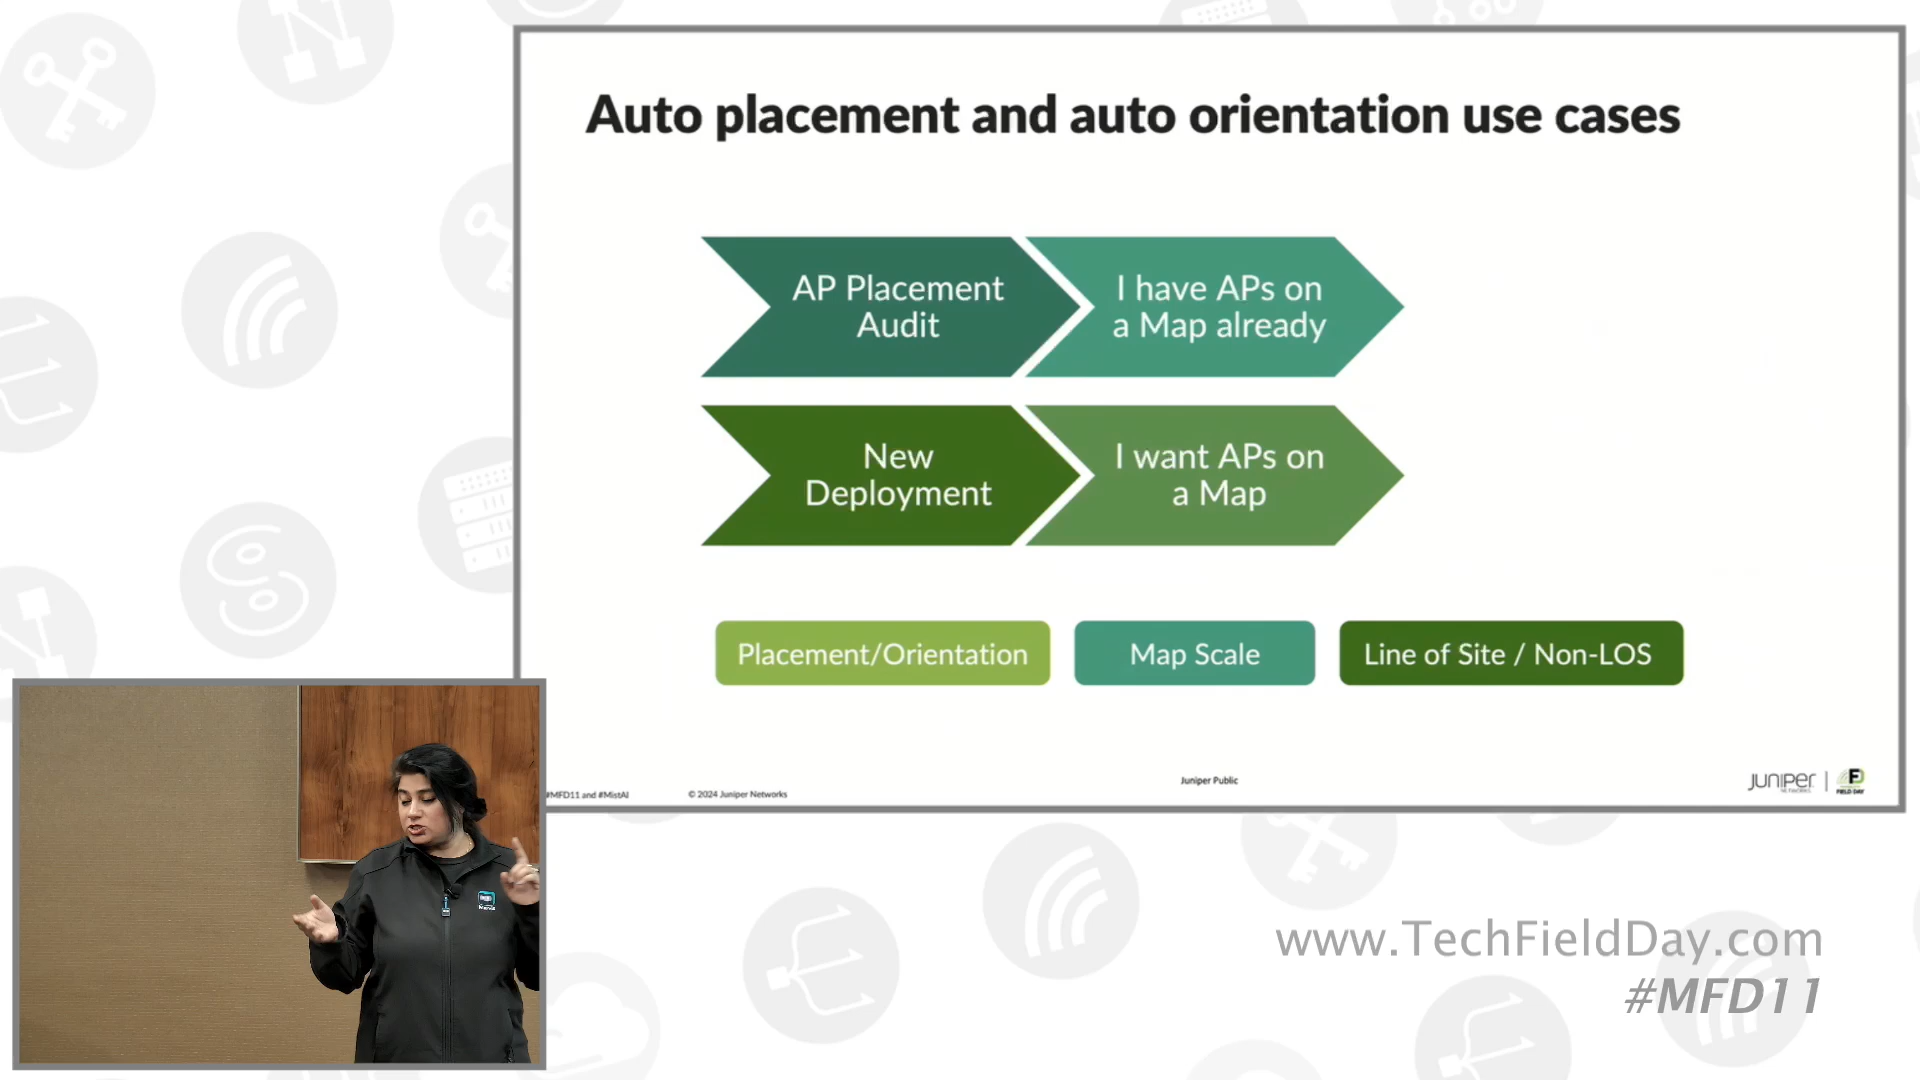 Auto placement and auto orientation use cases
AP Placement
Audit
I have APs on
a Map already
New
Deployment
I want APs on
a Map
Placement/Orientation
Map Scale
Line of Site / Non-LOS
#MFD11 and #MistAI
© 2024 Juniper Networks
Juniper Public
JUNIPER
NETWORKS
FIELD DAY
www.TechFieldDay.com
#MFD11